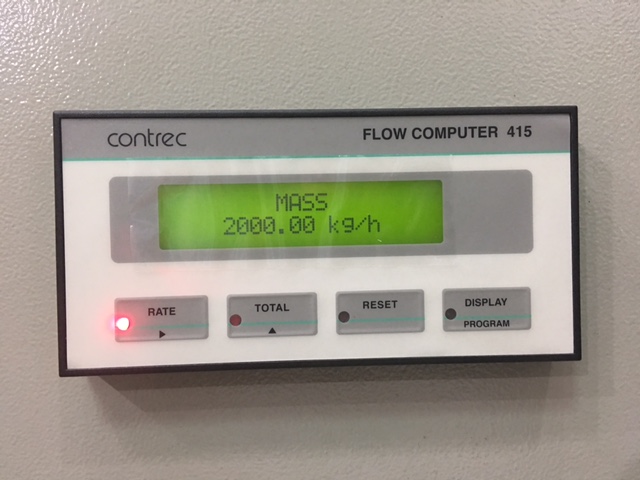 contrec
FLOW COMPUTER 415
MASS
2000.00 kg/h
RATE
TOTAL
RESET
DISPLAY
PROGRAM